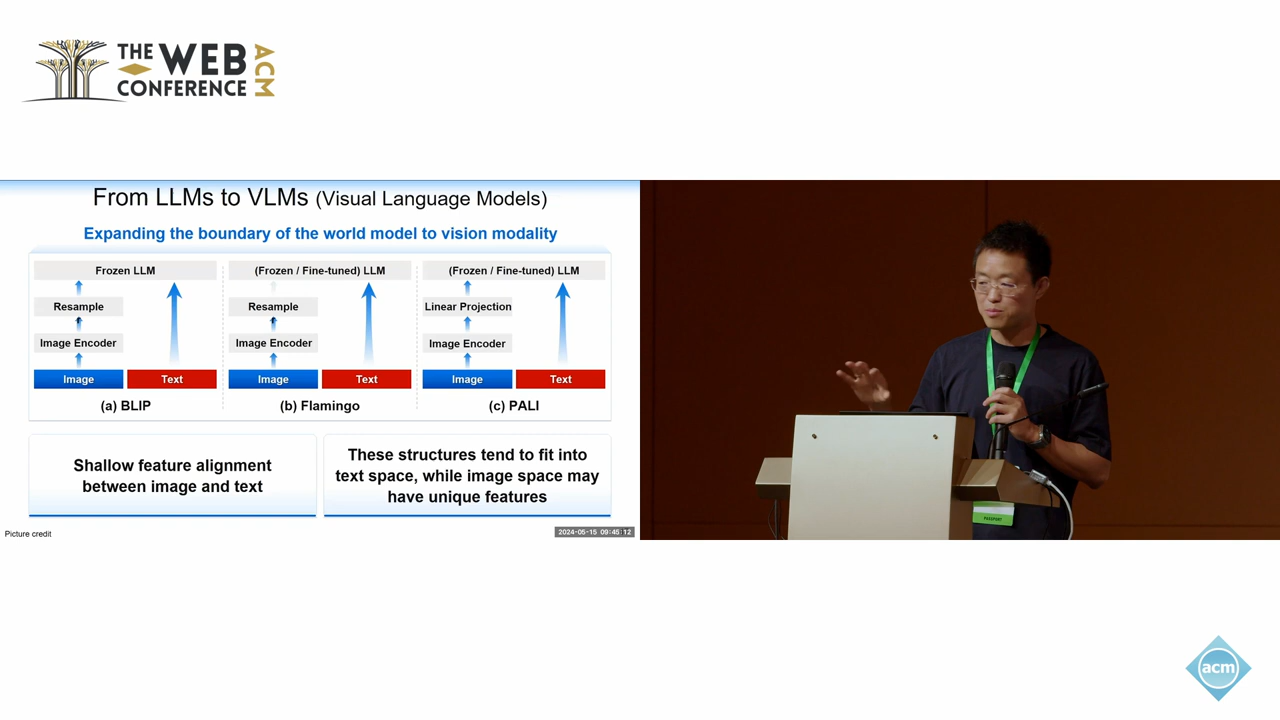 THE WEB
CONFERENCE
ACM
From LLMs to VLMs (Visual Language Models)
Expanding the boundary of the world model to vision modality
Frozen LLM
Resample
Image Encoder
Image
Text
(a) BLIP
(Frozen / Fine-tuned) LLM
Resample
Image Encoder
Image
Text
(b) Flamingo
(Frozen / Fine-tuned) LLM
Linear Projection
Image Encoder
Image
Text
(c) PALI
Shallow feature alignment
between image and text
These structures tend to fit into
text space, while image space may
have unique features
Picture credit
2024-05-15 09:45:12
PASSPORT
acm